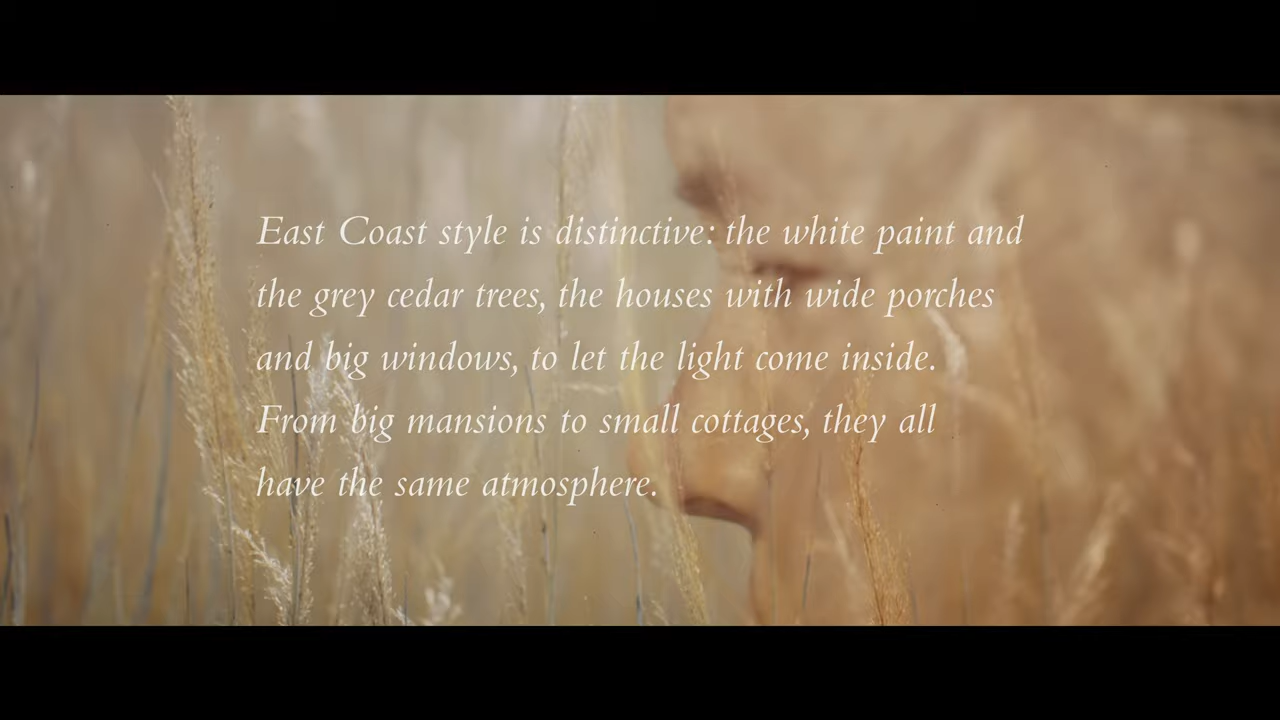 East Coast style is distinctive: the white paint and
the grey cedar trees, the houses with wide porches
and big windows, to let the light come inside.
From big mansions to small cottages, they all
have the same atmosphere.